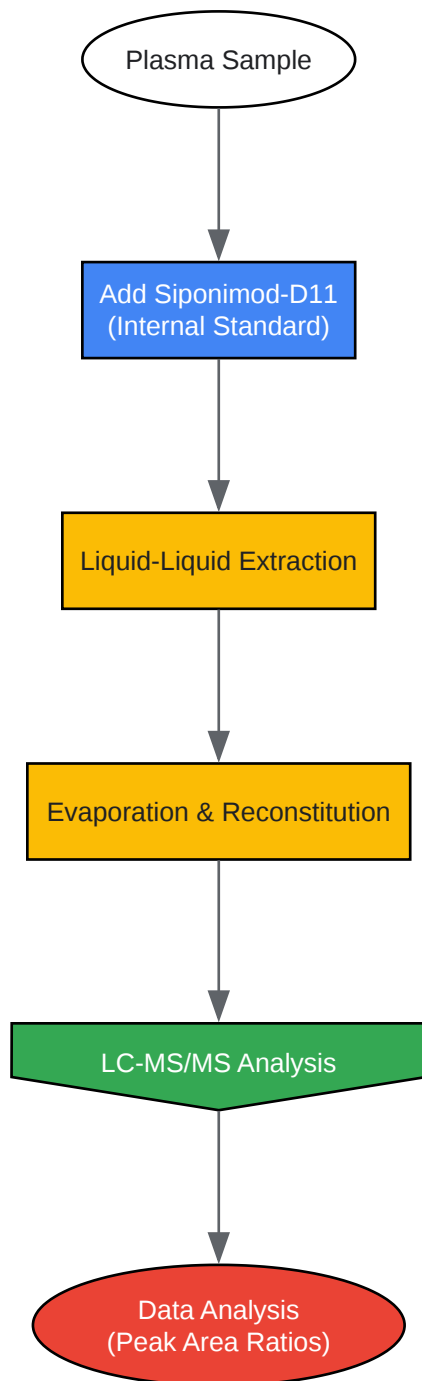 Plasma Sample
Add Siponimod-D11
(Internal Standard)
Liquid-Liquid Extraction
Evaporation & Reconstitution
LC-MS/MS Analysis
Data Analysis
(Peak Area Ratios)